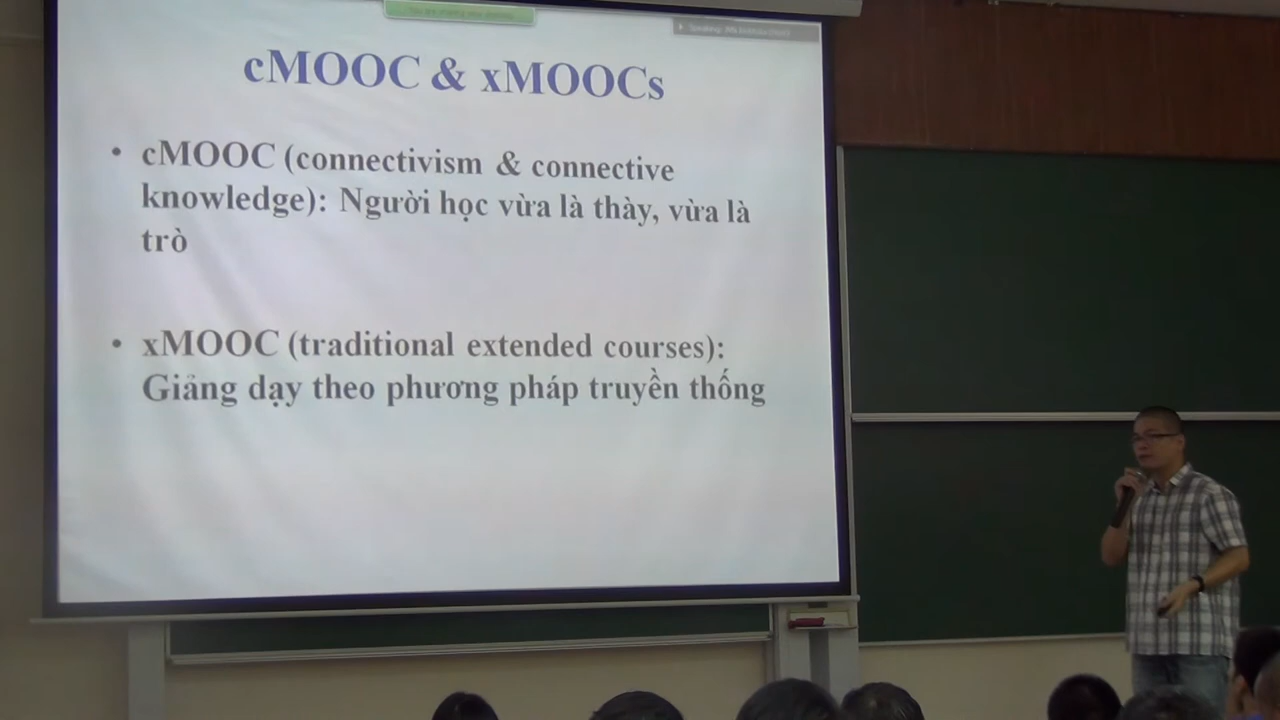 cMOOC & xMOOCs
• cMOOC (connectivism & connective
knowledge): Người học vừa là thày, vừa là
trò
• xMOOC (traditional extended courses):
Giảng dạy theo phương pháp truyền thống